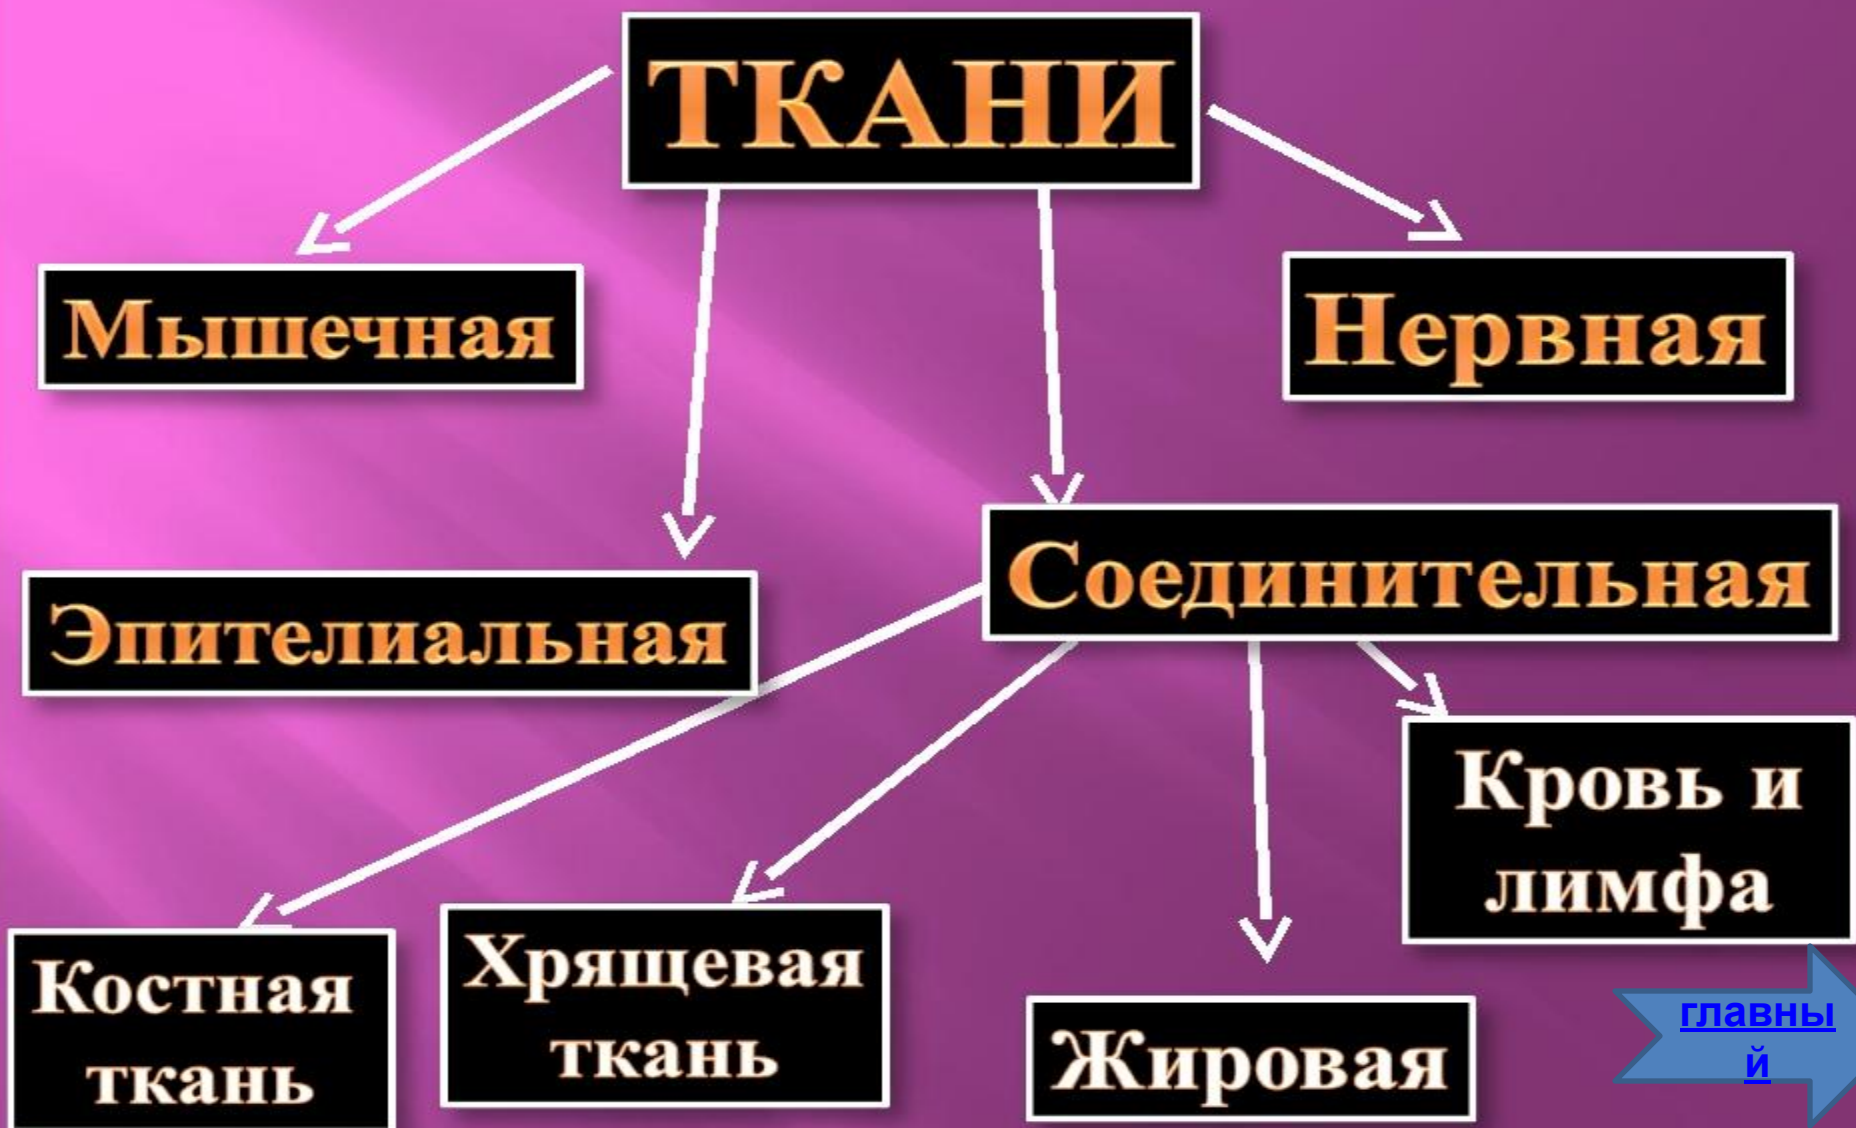 ТКАНИ
Мышечная
Нервная
Эпителиальная
Соединительная
Кровь и
лимфа
Костная
ткань
Хрящевая
ткань
Жировая
главны
й